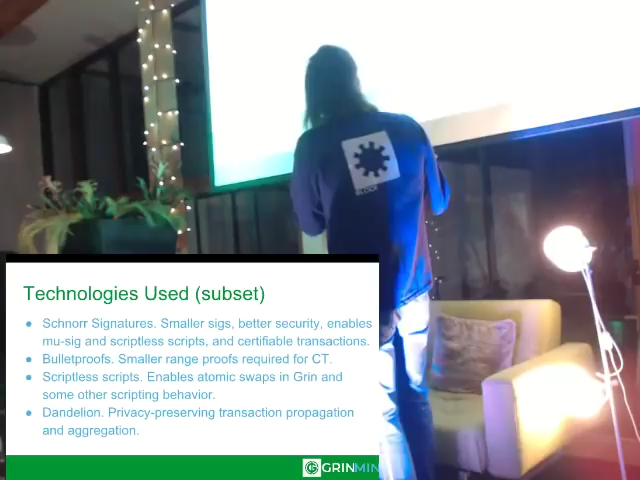 BLOCK
Technologies Used (subset)
● Schnorr Signatures. Smaller sigs, better security, enables
mu-sig and scriptless scripts, and certifiable transactions.
● Bulletproofs. Smaller range proofs required for CT.
● Scriptless scripts. Enables atomic swaps in Grin and
some other scripting behavior.
● Dandelion. Privacy-preserving transaction propagation
and aggregation.
GRINMIN